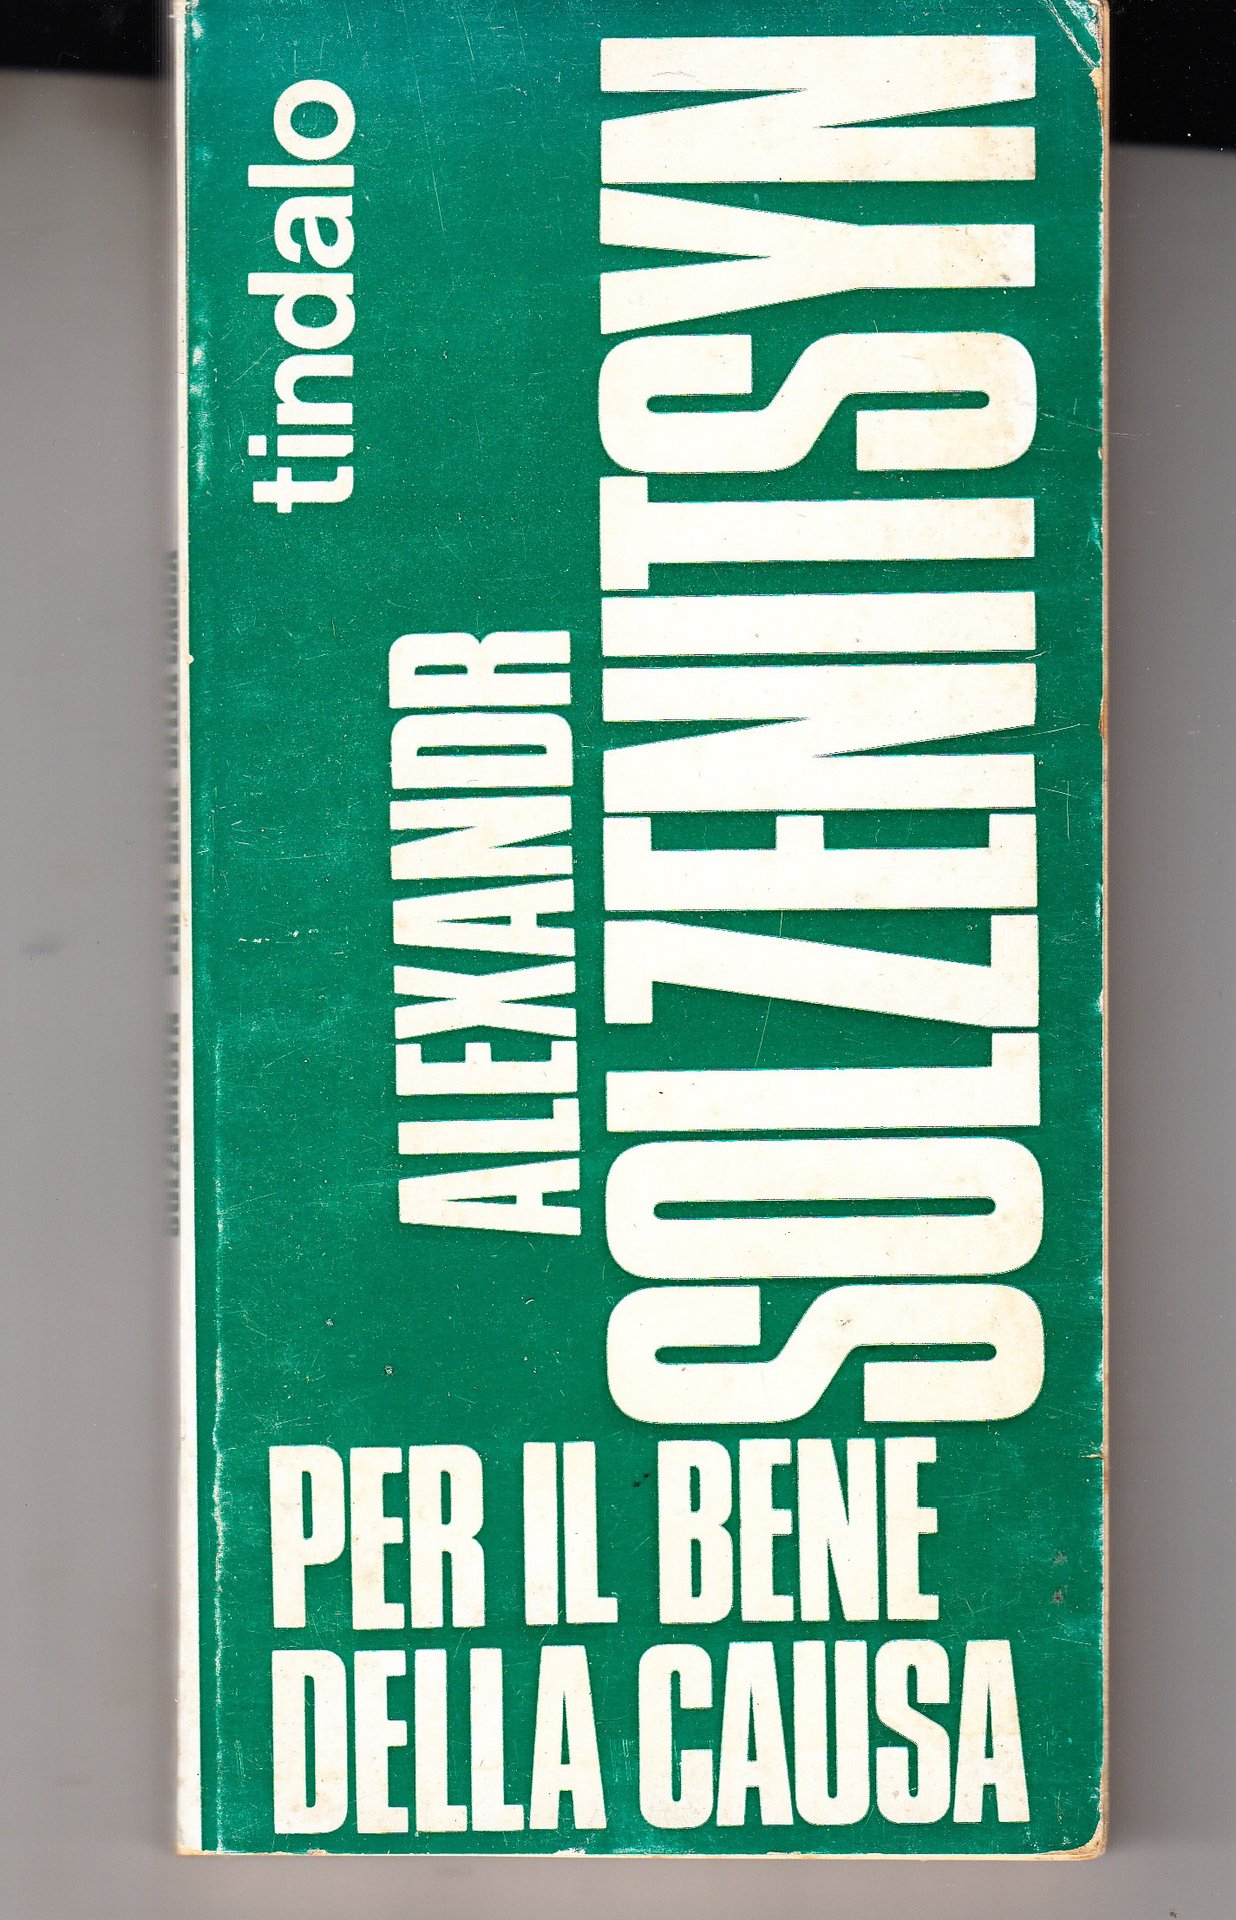 tindalo
ALEXANDR
SOLZENITSYN
PER IL BENE
DELLA CAUSA